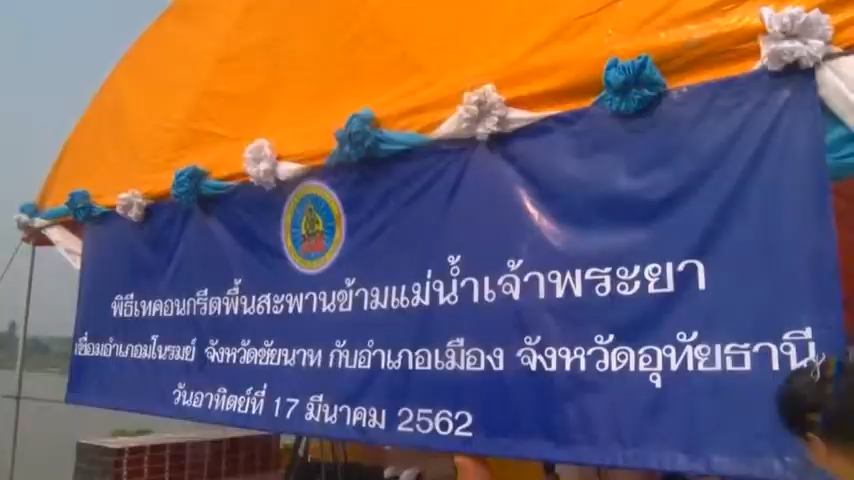 พิธีเทคอนกรีตพื้นสะพานข้ามแม่น้ำเจ้าพระยา
เชื่อมอำเภอมโนรมย์ จังหวัดชัยนาท กับอำเภอเมือง จังหวัดอุทัยธานี
วันอาทิตย์ที่ 17 มีนาคม 2562